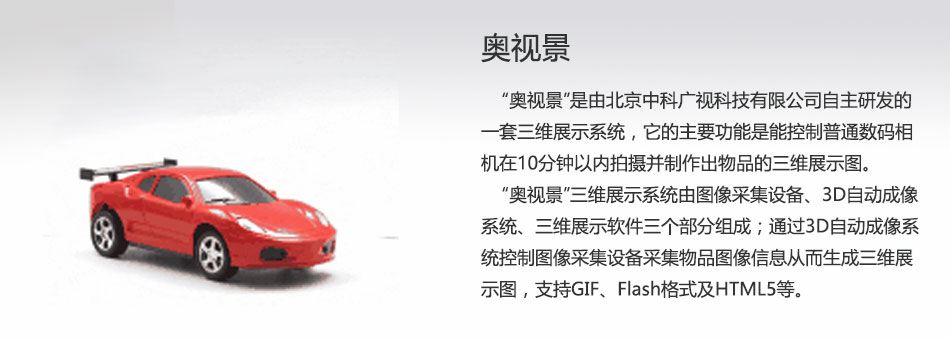 奥视景
“奥视景”是由北京中科广视科技有限公司自主研发的
一套三维展示系统，它的主要功能是能控制普通数码相
机在10分钟以内拍摄并制作出物品的三维展示图。
“奥视景”三维展示系统由图像采集设备、3D自动成像
系统、三维展示软件三个部分组成；通过3D自动成像系
统控制图像采集设备采集物品图像信息从而生成三维展
示图，支持GIF、Flash格式及HTML5等。